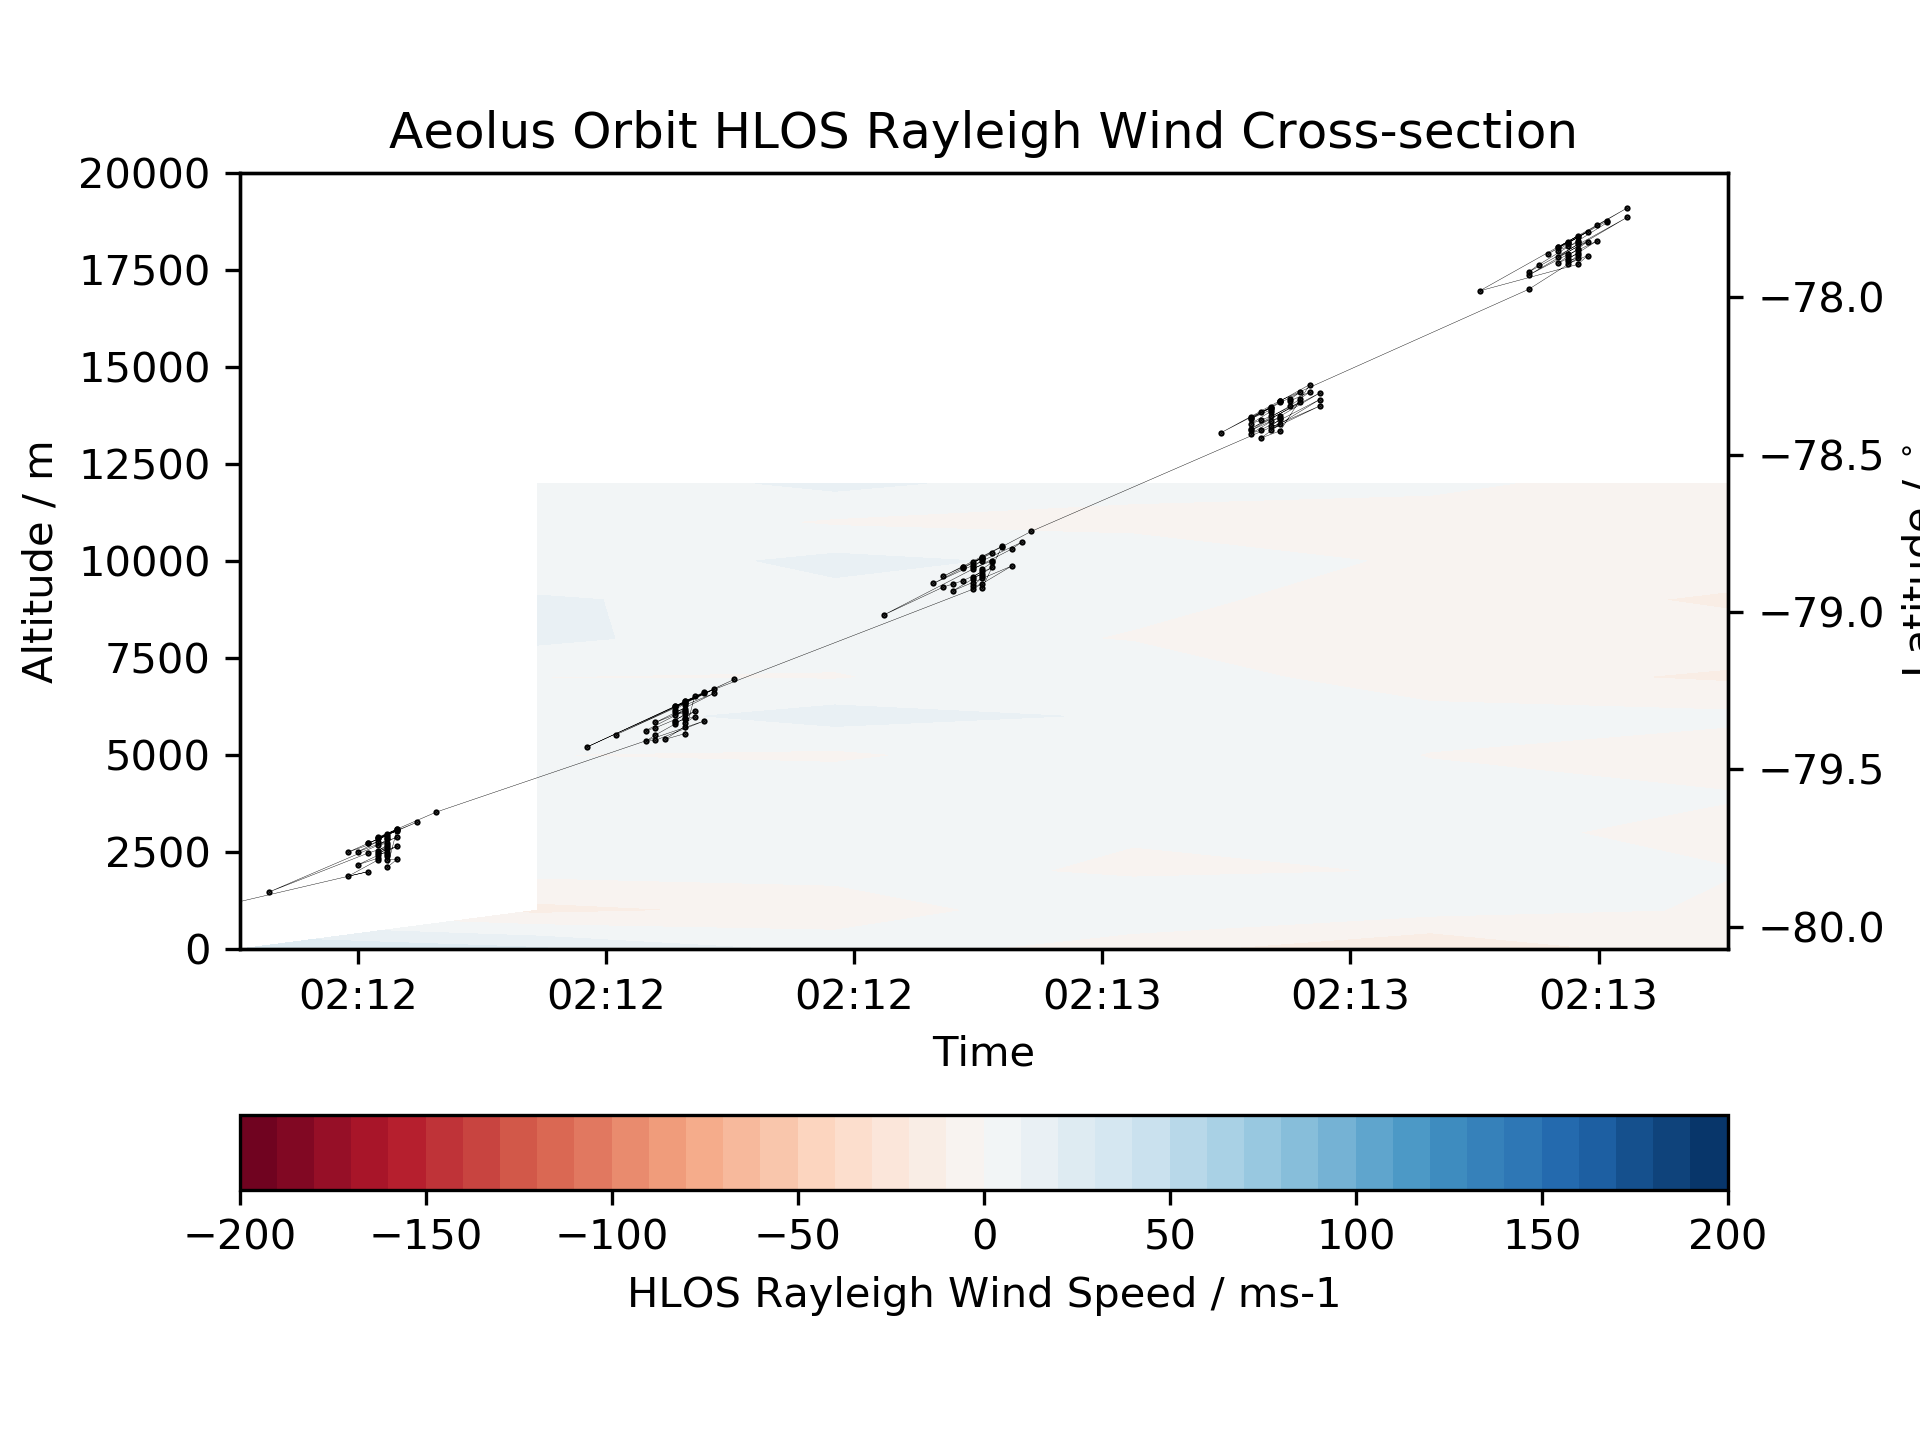 Aeolus Orbit HLOS Rayleigh Wind Cross-section
20000
17500
15000
12500
10000
7500
5000
2500
0
Altitude / m
−78.0
−78.5
−79.0
−79.5
−80.0
Latitude / °
02:12 02:12 02:12 02:13 02:13 02:13
Time
−200 −150 −100 −50 0 50 100 150 200
HLOS Rayleigh Wind Speed / ms-1